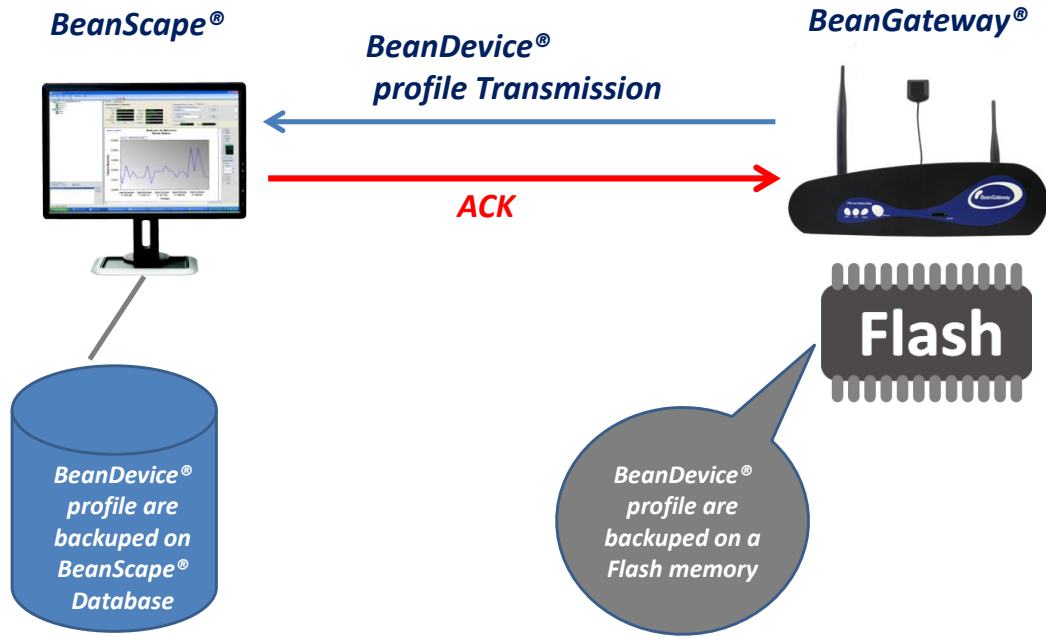 BeanScape®
BeanDevice®
profile Transmission
BeanGateway®
ACK
BeanGateway
Flash
BeanDevice®
profile are
backuped on
BeanScape®
Database
BeanDevice®
profile are
backuped on a
Flash memory